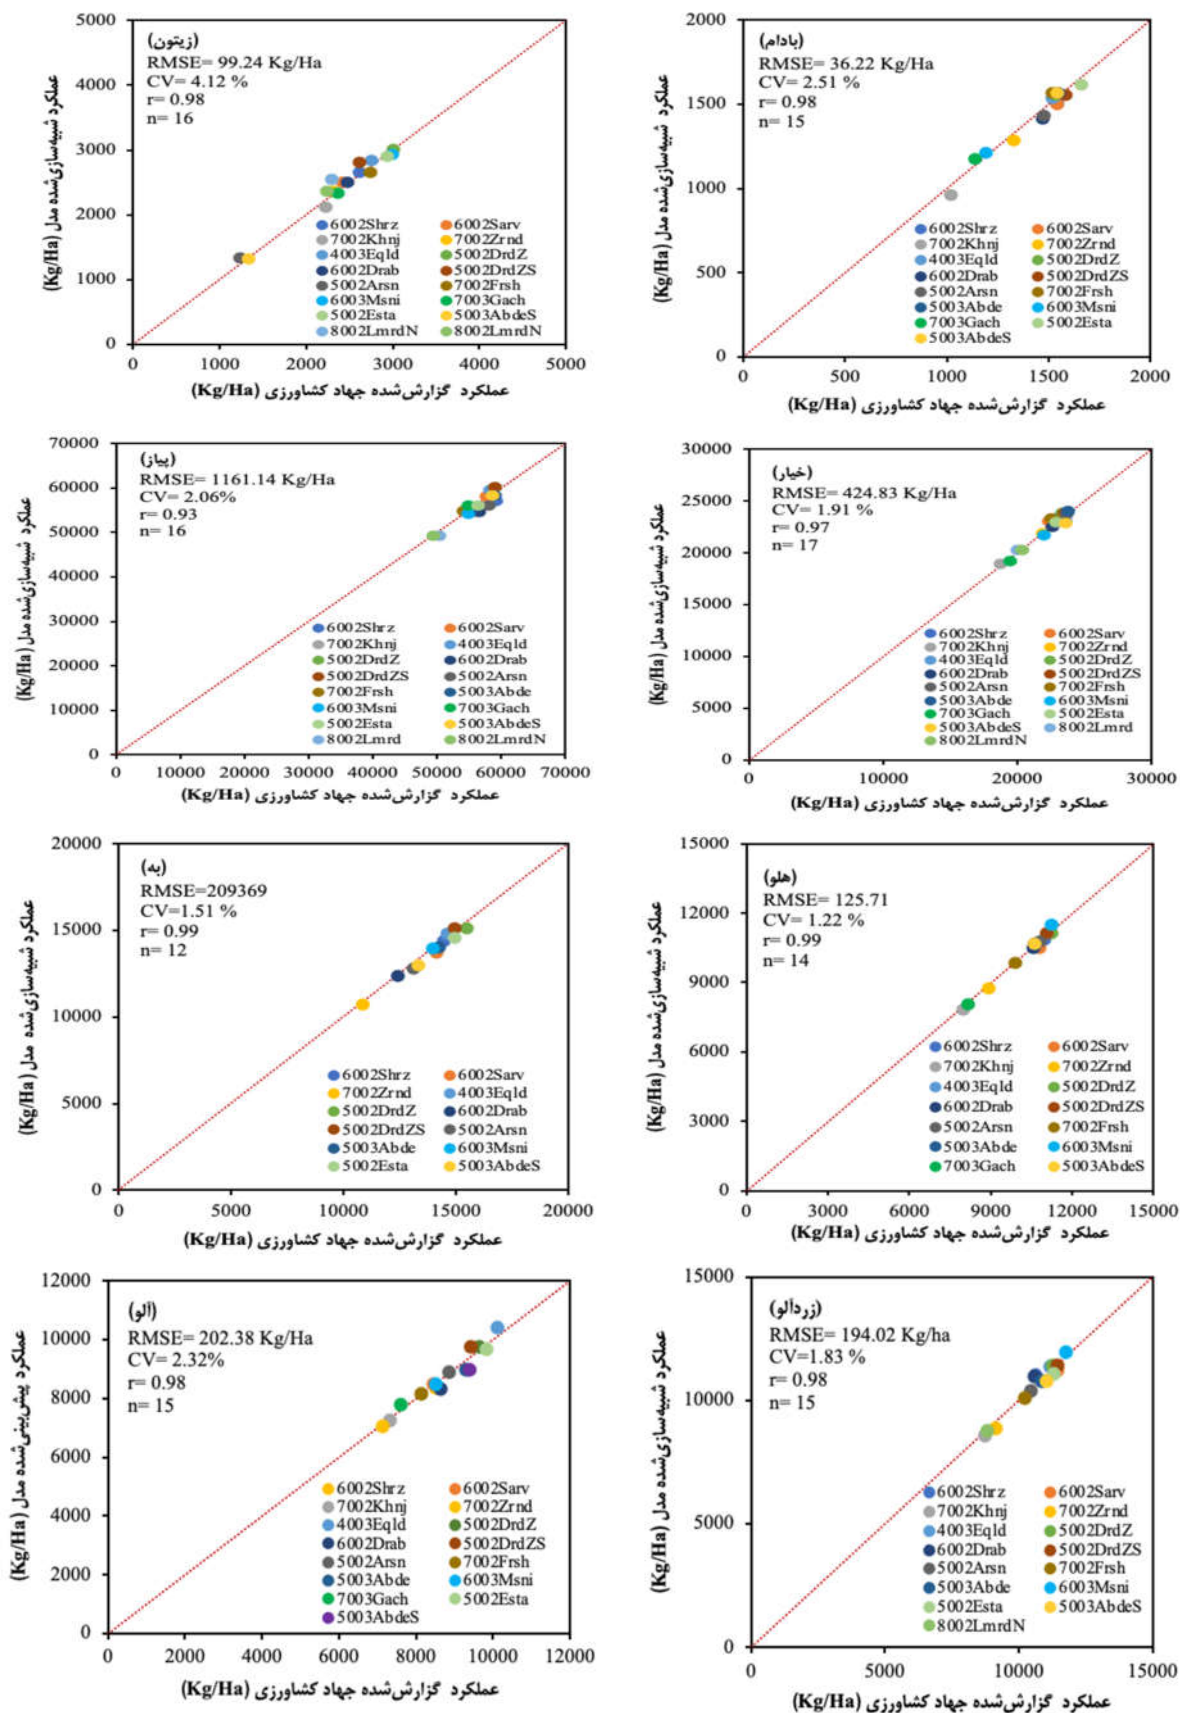 (زیتون)
RMSE= 99.24 Kg/Ha
CV= 4.12 %
r= 0.98
n= 16
5000
4000
3000
2000
1000
0
6002Shrz 6002Sarv
7002Khnj 7002Zrnd
4003Eqld 5002DrdZ
6002Drab 5002DrdZS
5002Arsn 7002Frsh
6003Msni 7003Gach
5002Esta 5003AbdeS
8002LmrdN 8002LmrdN
0 1000 2000 3000 4000 5000
عملکرد شبیه‌سازی‌شده مدل (Kg/Ha)
عملکرد گزارش‌شده جهاد کشاورزی (Kg/Ha)
(بادام)
RMSE= 36.22 Kg/Ha
CV= 2.51 %
r= 0.98
n= 15
2000
1500
1000
500
0
6002Shrz 6002Sarv
7002Khnj 7002Zrnd
4003Eqld 5002DrdZ
6002Drab 5002DrdZS
5002Arsn 7002Frsh
5003Abde 6003Msni
7003Gach 5002Esta
5003AbdeS
0 500 1000 1500 2000
عملکرد شبیه‌سازی‌شده مدل (Kg/Ha)
عملکرد گزارش‌شده جهاد کشاورزی (Kg/Ha)
(پیاز)
RMSE= 1161.14 Kg/Ha
CV= 2.06%
r= 0.93
n= 16
70000
60000
50000
40000
30000
20000
10000
0
6002Shrz 6002Sarv
7002Khnj 4003Eqld
5002DrdZ 6002Drab
5002DrdZS 5002Arsn
7002Frsh 5003Abde
6003Msni 7003Gach
5002Esta 5003AbdeS
8002Lmrd 8002LmrdN
0 10000 20000 30000 40000 50000 60000 70000
عملکرد شبیه‌سازی‌شده مدل (Kg/Ha)
عملکرد گزارش‌شده جهاد کشاورزی (Kg/Ha)
(خیار)
RMSE= 424.83 Kg/Ha
CV= 1.91 %
r= 0.97
n= 17
30000
25000
20000
15000
10000
5000
0
6002Shrz 6002Sarv
7002Khnj 7002Zrnd
4003Eqld 5002DrdZ
6002Drab 5002DrdZS
5002Arsn 7002Frsh
5003Abde 6003Msni
7003Gach 5002Esta
5003AbdeS 8002Lmrd
8002LmrdN
0 10000 20000 30000
عملکرد شبیه‌سازی‌شده مدل (Kg/Ha)
عملکرد گزارش‌شده جهاد کشاورزی (Kg/Ha)
(به)
RMSE=209369
CV=1.51 %
r= 0.99
n= 12
20000
15000
10000
5000
0
6002Shrz 6002Sarv
7002Zrnd 4003Eqld
5002DrdZ 6002Drab
5002DrdZS 5002Arsn
5003Abde 6003Msni
5002Esta 5003AbdeS
0 5000 10000 15000 20000
عملکرد شبیه‌سازی‌شده مدل (Kg/Ha)
عملکرد گزارش‌شده جهاد کشاورزی (Kg/Ha)
(هلو)
RMSE= 125.71
CV= 1.22 %
r= 0.99
n= 14
15000
12000
9000
6000
3000
0
6002Shrz 6002Sarv
7002Khnj 7002Zrnd
4003Eqld 5002DrdZ
6002Drab 5002DrdZS
5002Arsn 7002Frsh
5003Abde 6003Msni
7003Gach 5003AbdeS
0 3000 6000 9000 12000 15000
عملکرد شبیه‌سازی‌شده مدل (Kg/Ha)
عملکرد گزارش‌شده جهاد کشاورزی (Kg/Ha)
(آلو)
RMSE= 202.38 Kg/Ha
CV= 2.32%
r= 0.98
n= 15
12000
10000
8000
6000
4000
2000
0
6002Shrz 6002Sarv
7002Khnj 7002Zrnd
4003Eqld 5002DrdZ
6002Drab 5002DrdZS
5002Arsn 7002Frsh
5003Abde 6003Msni
7003Gach 5002Esta
5003AbdeS
0 2000 4000 6000 8000 10000 12000
عملکرد پیش‌بینی‌شده مدل (Kg/Ha)
عملکرد گزارش‌شده جهاد کشاورزی (Kg/Ha)
(زردآلو)
RMSE= 194.02 Kg/ha
CV=1.83 %
r= 0.98
n= 15
15000
10000
5000
0
6002Shrz 6002Sarv
7002Khnj 7002Zrnd
4003Eqld 5002DrdZ
6002Drab 5002DrdZS
5002Arsn 7002Frsh
5003Abde 6003Msni
5002Esta 5003AbdeS
8002LmrdN
0 5000 10000 15000
عملکرد شبیه‌سازی‌شده مدل (Kg/Ha)
عملکرد گزارش‌شده جهاد کشاورزی (Kg/Ha)